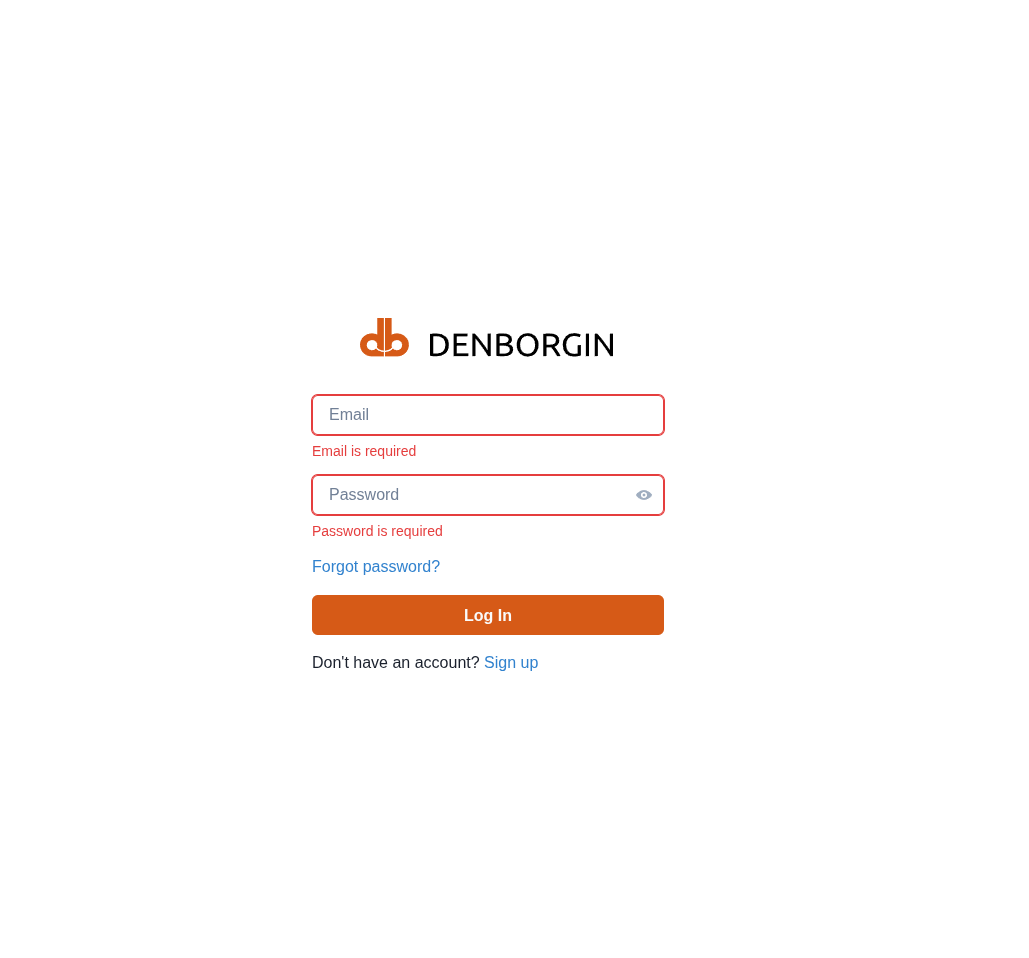 DENBORGIN
Email
Email is required
Password
Password is required
Forgot password?
Log In
Don't have an account? Sign up